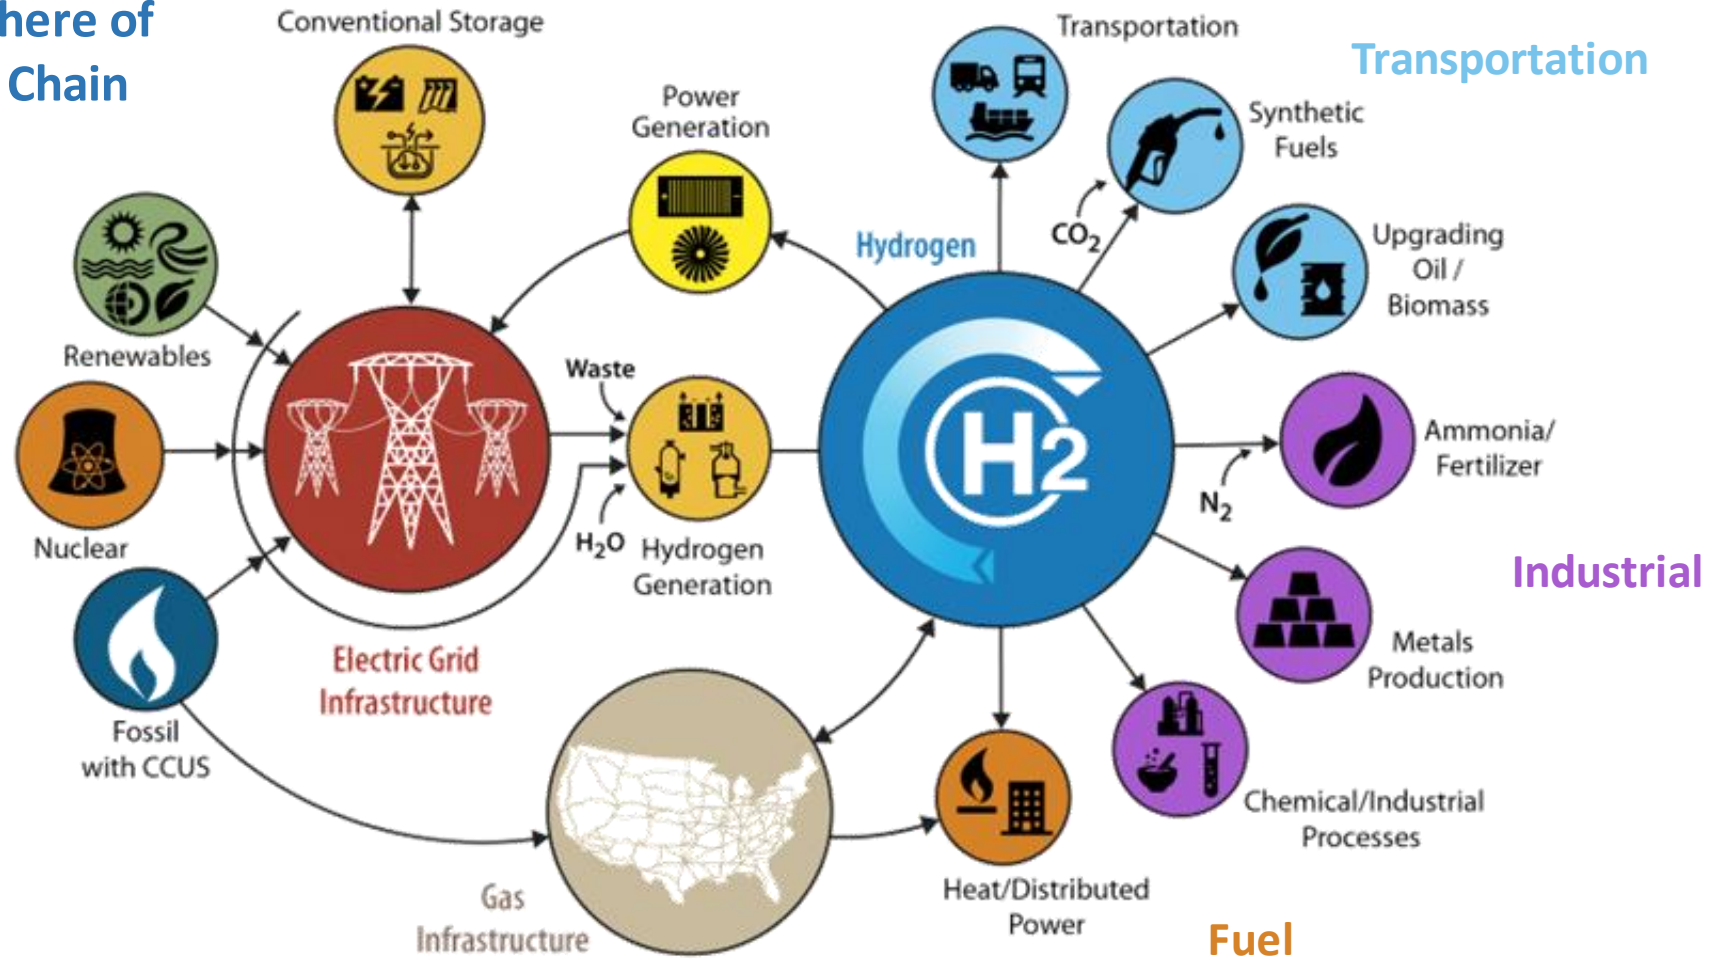 here of
Chain
Conventional Storage
Transportation
Transportation
Power
Generation
Synthetic
Fuels
CO2
Hydrogen
Upgrading
Oil /
Biomass
Renewables
Waste
H2
Ammonia/
Fertilizer
N2
Nuclear
H2O
Hydrogen
Generation
Industrial
Metals
Production
Electric Grid
Infrastructure
Fossil
with CCUS
Chemical/Industrial
Processes
Gas
Infrastructure
Heat/Distributed
Power
Fuel